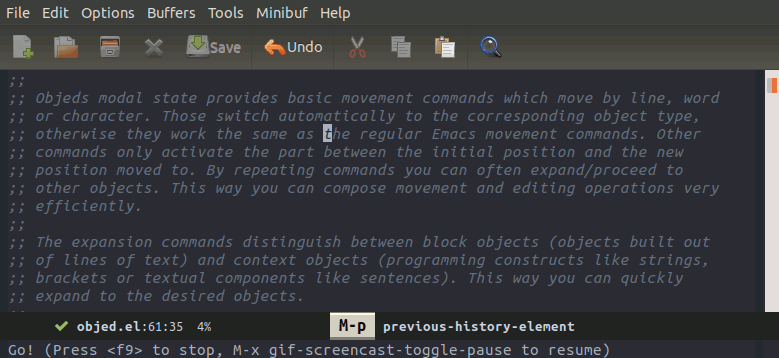 File Edit Options Buffers Tools Minibuf Help
Save Undo
;;
;; Objeds modal state provides basic movement commands which move by line, word
;; or character. Those switch automatically to the corresponding object type,
;; otherwise they work the same as the regular Emacs movement commands. Other
;; commands only activate the part between the initial position and the new
;; position moved to. By repeating commands you can often expand/proceed to
;; other objects. This way you can compose movement and editing operations very
;; efficiently.
;;
;; The expansion commands distinguish between block objects (objects built out
;; of lines of text) and context objects (programming constructs like strings,
;; brackets or textual components like sentences). This way you can quickly
;; expand to the desired objects.
;;
objed.el:61:35 4% M-p previous-history-element
Go! (Press <f9> to stop, M-x gif-screencast-toggle-pause to resume)